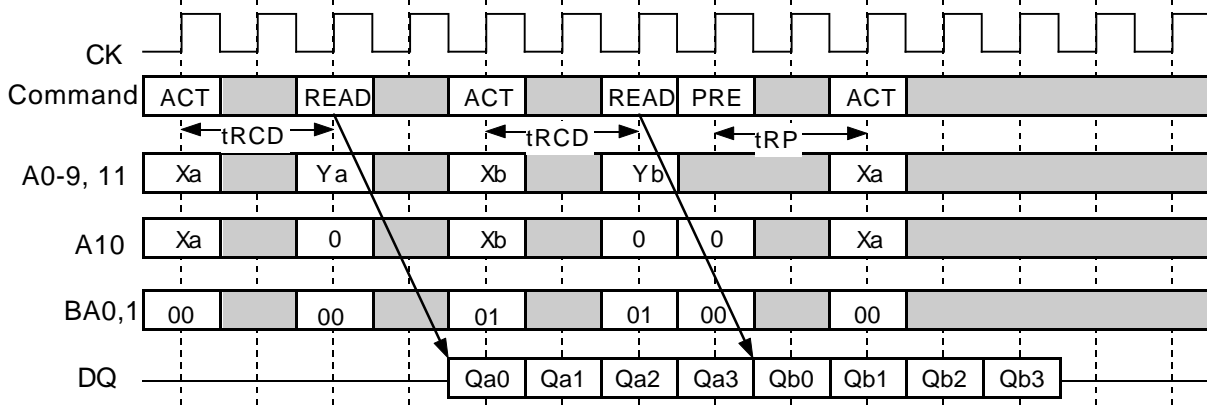 CK
Command ACT READ ACT READ PRE ACT
tRCD tRCD tRP
A0-9, 11 Xa Ya Xb Yb Xa
A10 Xa 0 Xb 0 0 Xa
BA0,1 00 00 01 01 00 00
DQ Qa0 Qa1 Qa2 Qa3 Qb0 Qb1 Qb2 Qb3